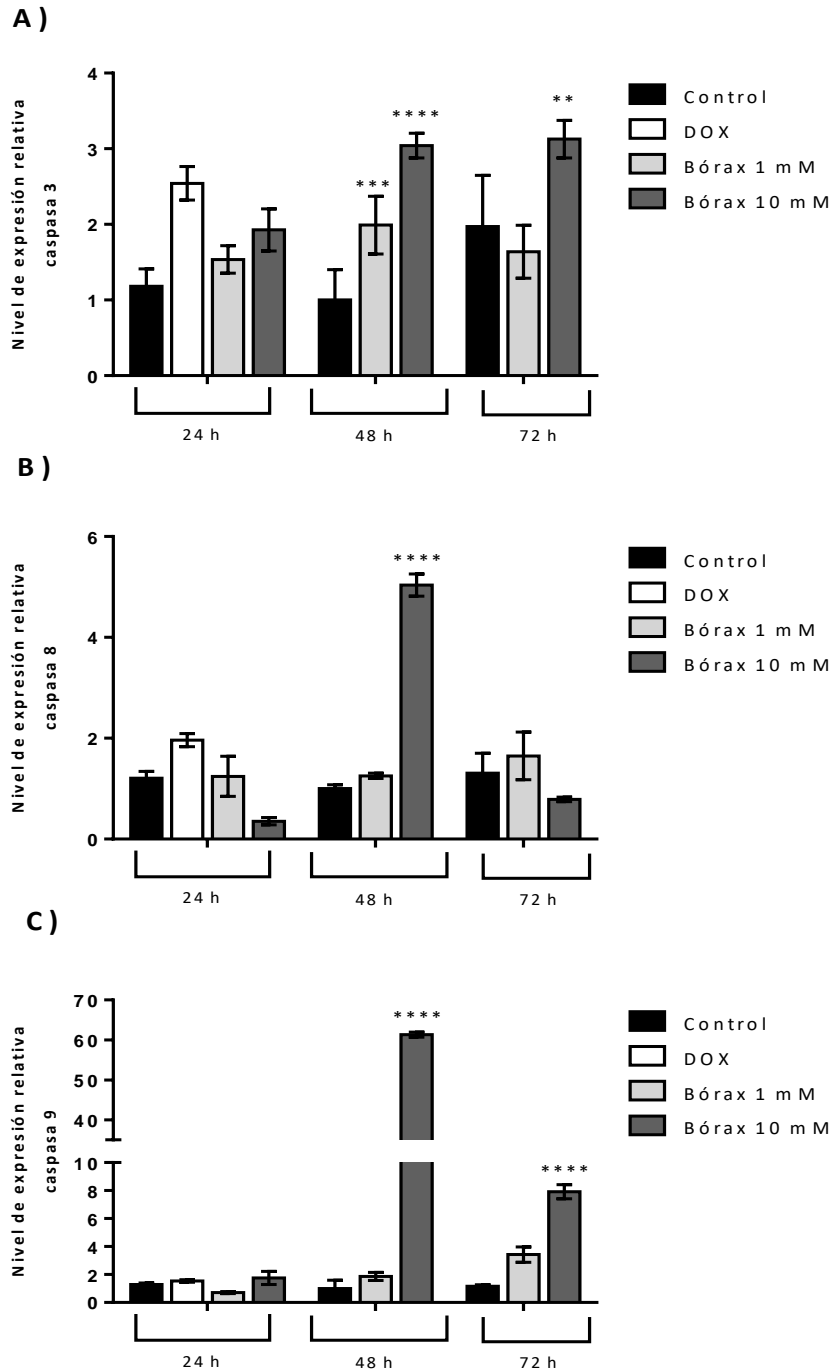 A )
Nivel de expresión relativa
caspasa 3
4
3
2
1
0
***
****
**
24 h
48 h
72 h
Control
DOX
Bórax 1 mM
Bórax 10 mM
B )
Nivel de expresión relativa
caspasa 8
6
4
2
0
****
24 h
48 h
72 h
Control
DOX
Bórax 1 mM
Bórax 10 mM
C )
Nivel de expresión relativa
caspasa 9
70
60
50
40
10
8
6
4
2
0
****
****
24 h
48 h
72 h
Control
DOX
Bórax 1 mM
Bórax 10 mM